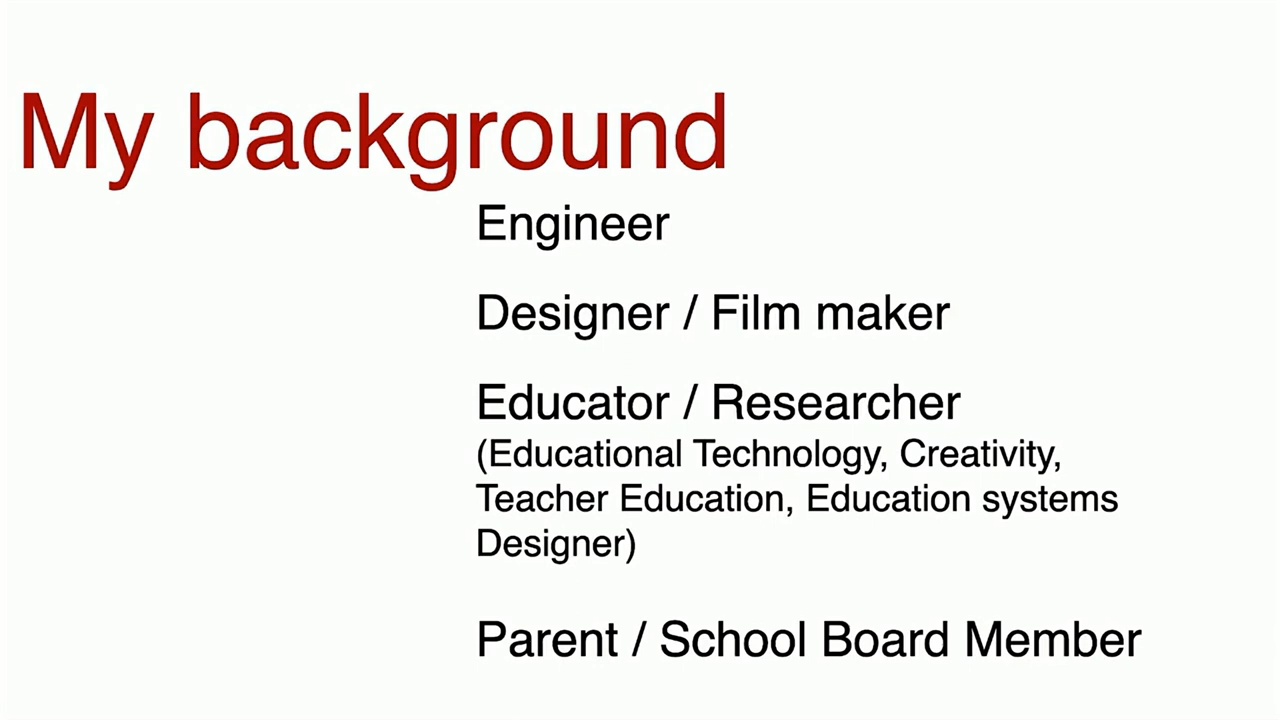 My background
Engineer
Designer / Film maker
Educator / Researcher
(Educational Technology, Creativity,
Teacher Education, Education systems
Designer)
Parent / School Board Member